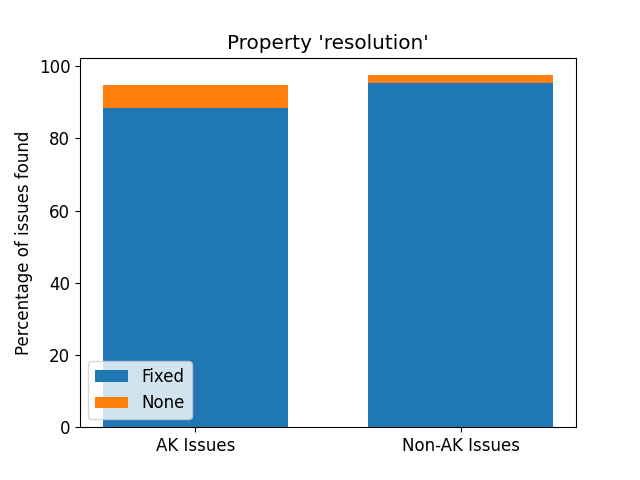 Property 'resolution'
Percentage of issues found
100
80
60
40
20
0
Fixed
None
AK Issues
Non-AK Issues